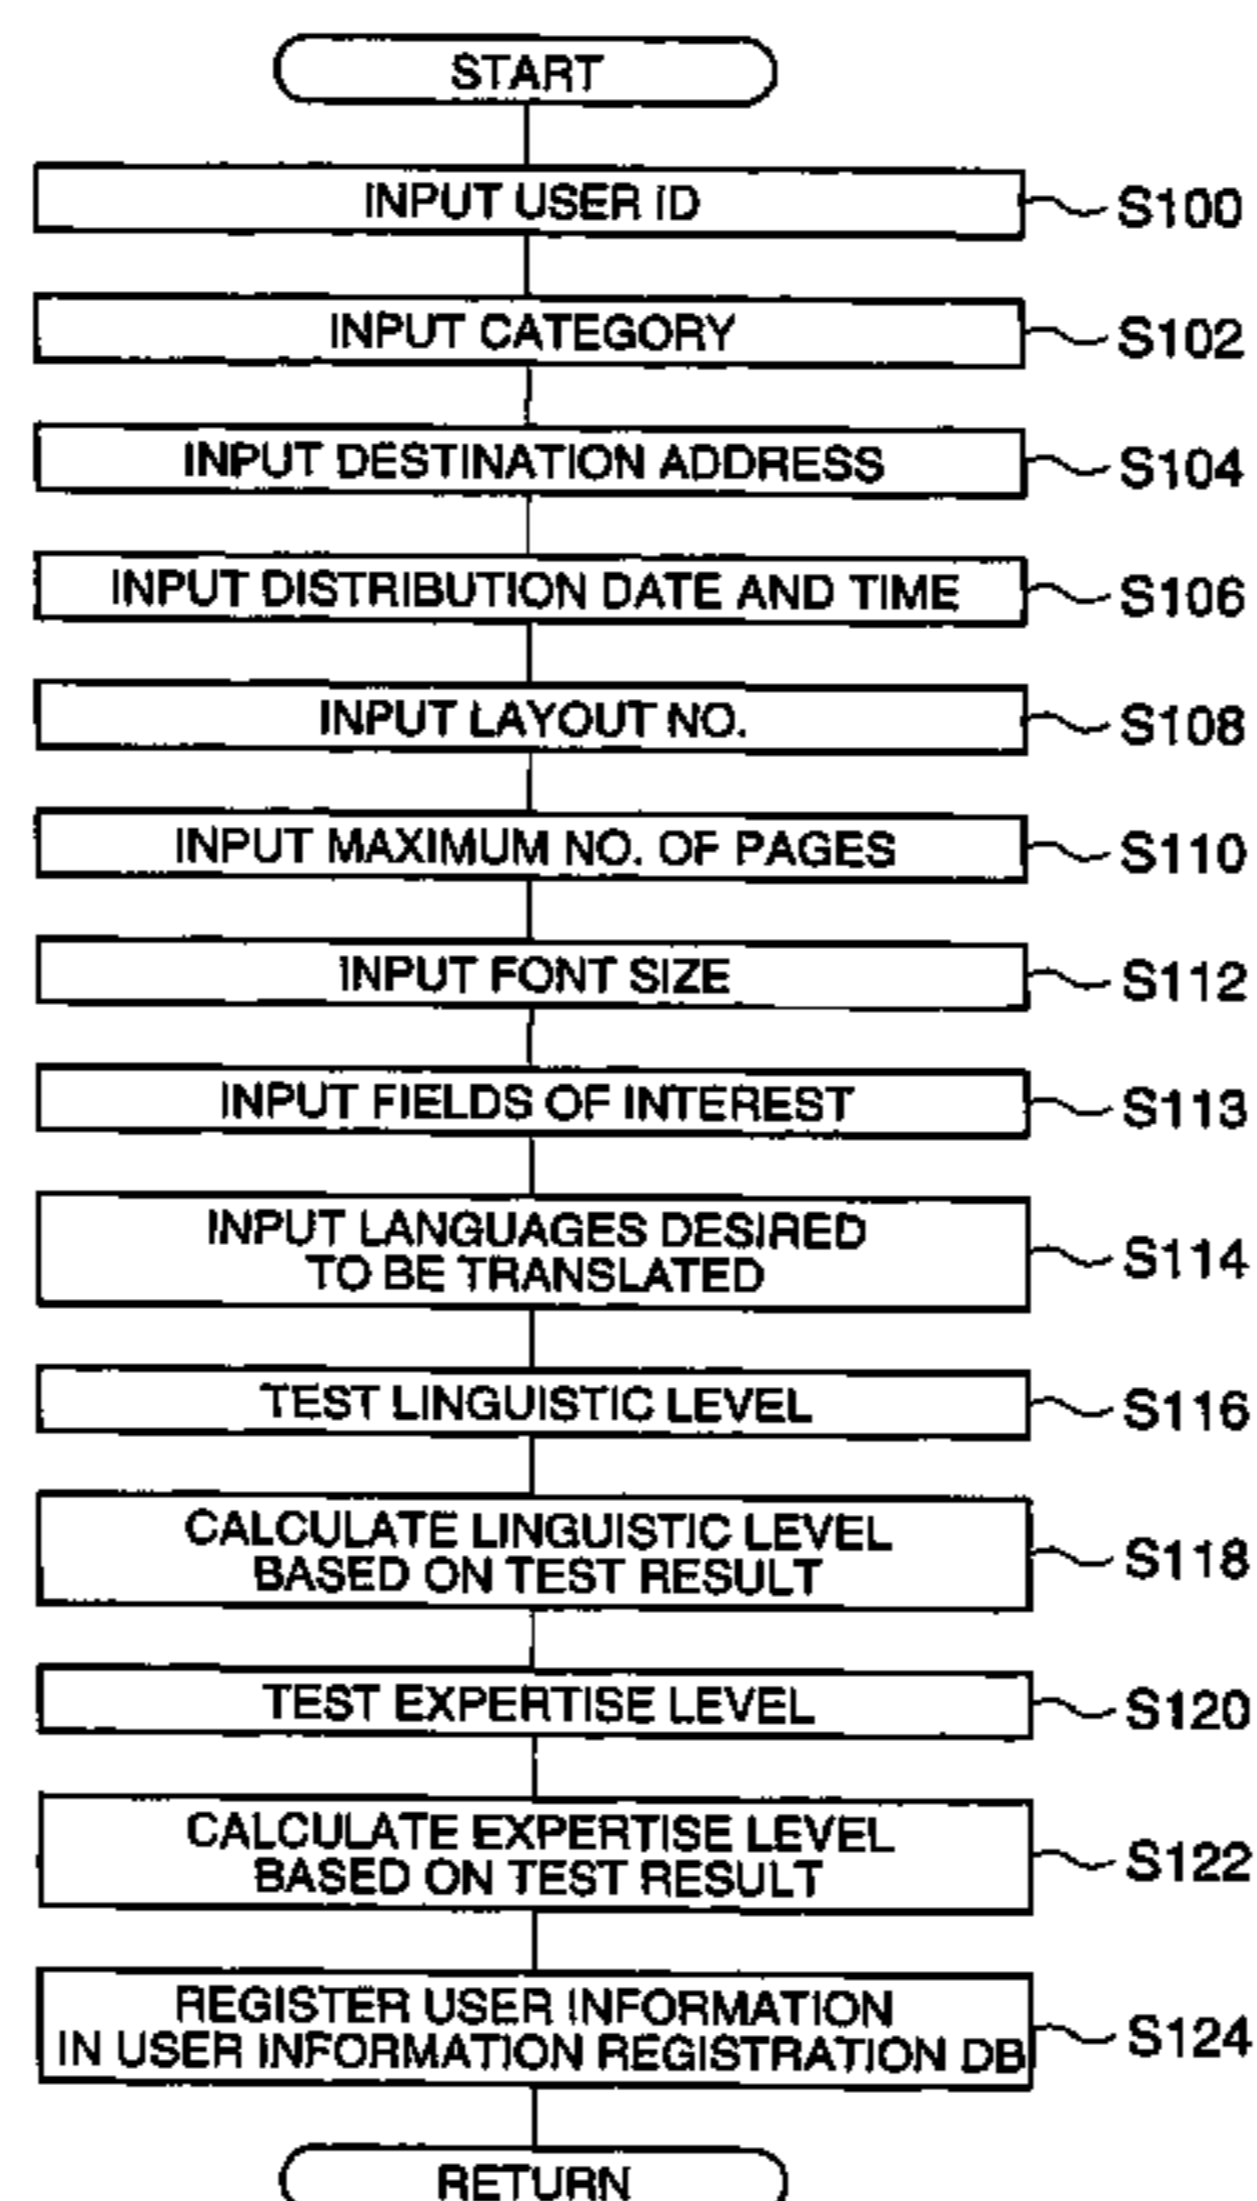 START
INPUT USER ID
S100
INPUT CATEGORY
S102
INPUT DESTINATION ADDRESS
S104
INPUT DISTRIBUTION DATE AND TIME
S106
INPUT LAYOUT NO.
S108
INPUT MAXIMUM NO. OF PAGES
S110
INPUT FONT SIZE
S112
INPUT FIELDS OF INTEREST
S113
INPUT LANGUAGES DESIRED
TO BE TRANSLATED
S114
TEST LINGUISTIC LEVEL
S116
CALCULATE LINGUISTIC LEVEL
BASED ON TEST RESULT
S118
TEST EXPERTISE LEVEL
S120
CALCULATE EXPERTISE LEVEL
BASED ON TEST RESULT
S122
REGISTER USER INFORMATION
IN USER INFORMATION REGISTRATION DB
S124
RETURN